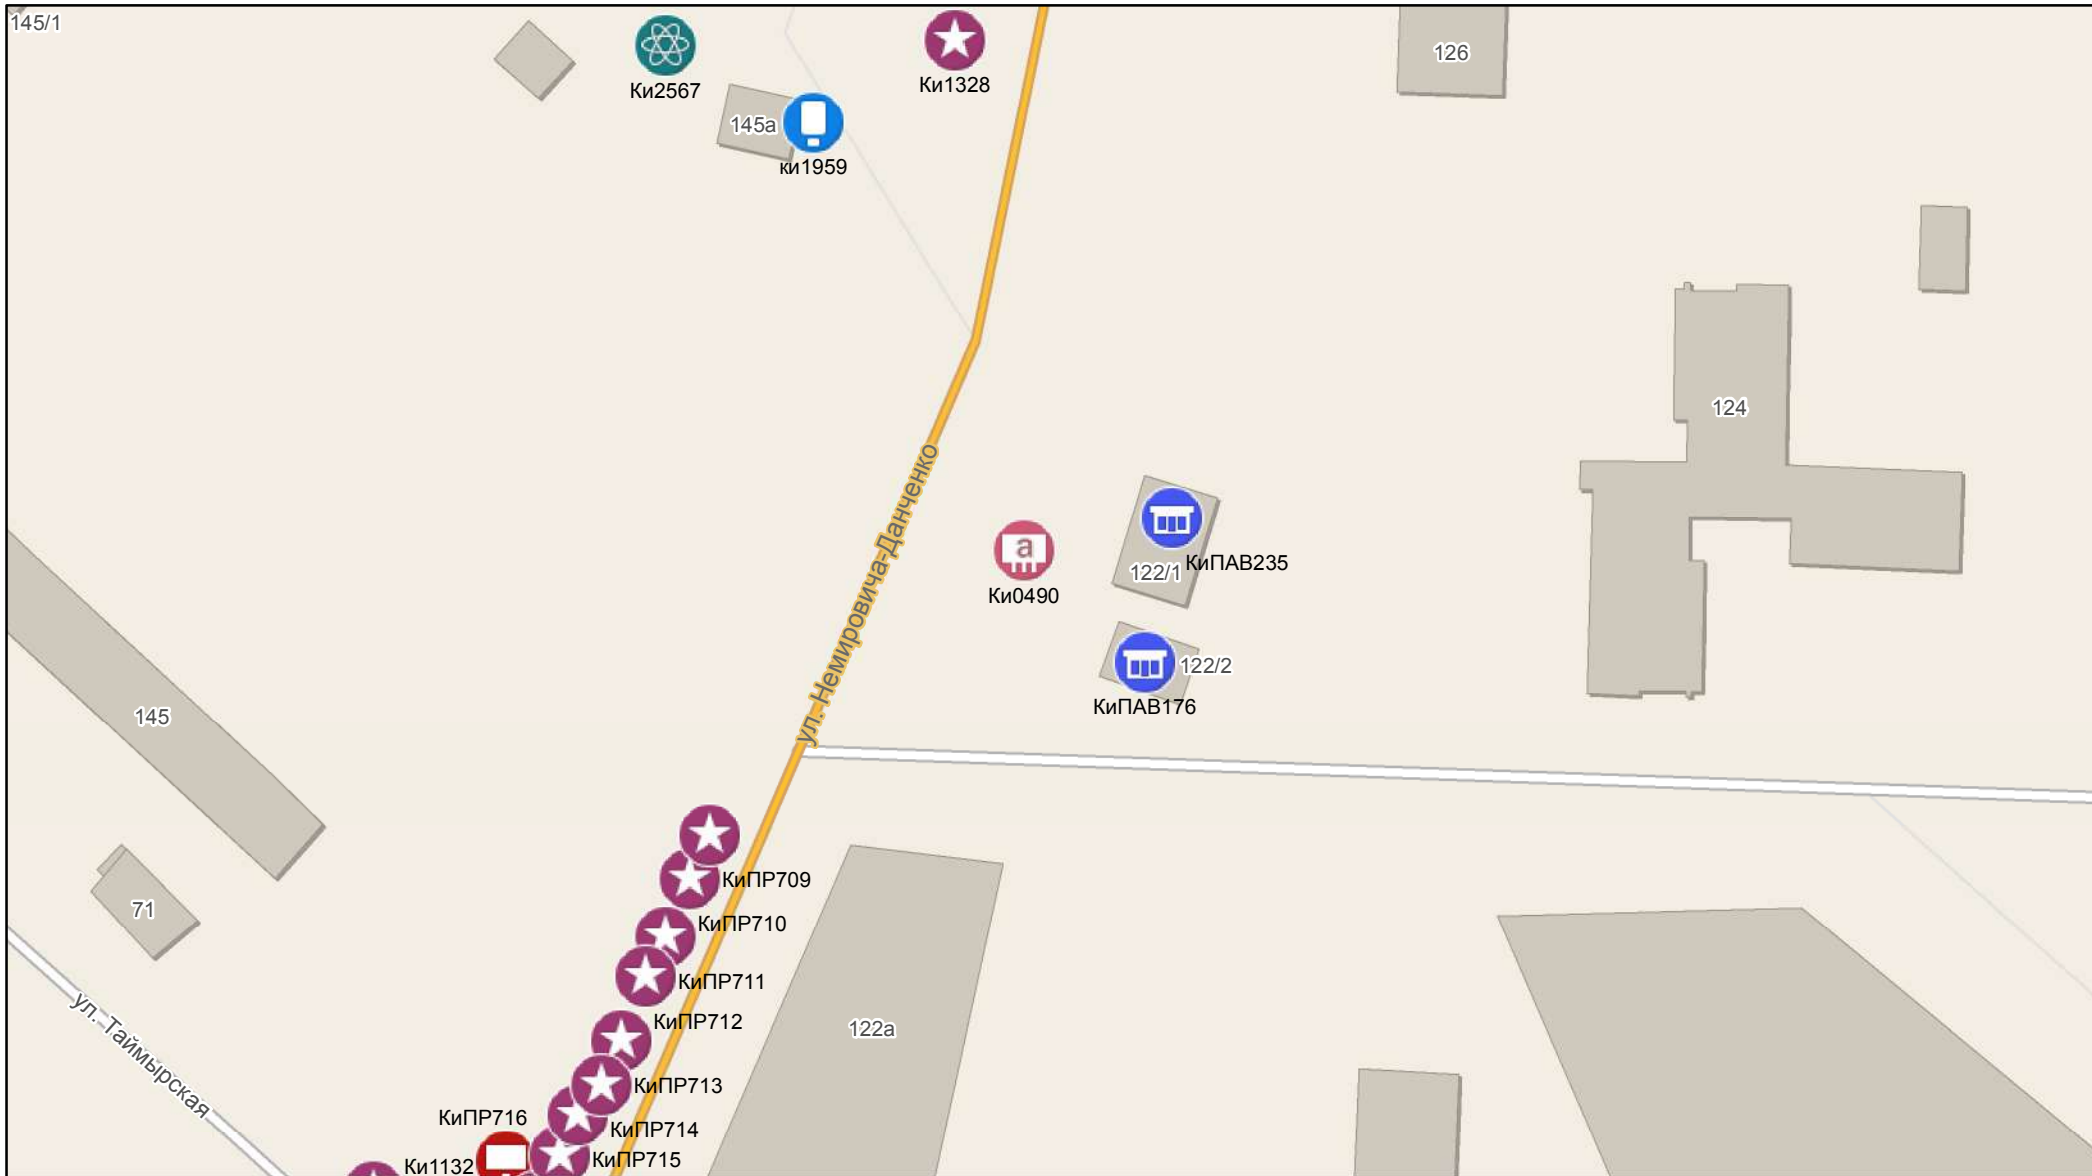 145/1
Ки2567
Ки1328
126
145а
ки1959
124
ул. Немировича-Данченко
а
Ки0490
КиПАВ235
122/1
122/2
КиПАВ176
145
КиПР709
71
КиПР710
КиПР711
КиПР712
122а
ул. Таймырская
КиПР713
КиПР716
КиПР714
КиПР715
Ки1132